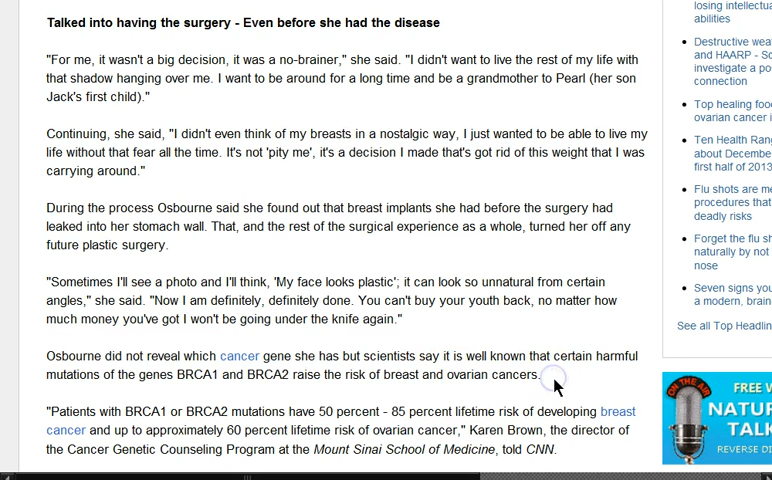 Talked into having the surgery - Even before she had the disease
"For me, it wasn't a big decision, it was a no-brainer," she said. "I didn't want to live the rest of my life with
that shadow hanging over me. I want to be around for a long time and be a grandmother to Pearl (her son
Jack's first child)."
Continuing, she said, "I didn't even think of my breasts in a nostalgic way, I just wanted to be able to live my
life without that fear all the time. It's not 'pity me', it's a decision I made that's got rid of this weight that I was
carrying around."
During the process Osbourne said she found out that breast implants she had before the surgery had
leaked into her stomach wall. That, and the rest of the surgical experience as a whole, turned her off any
future plastic surgery.
"Sometimes I'll see a photo and I'll think, 'My face looks plastic'; it can look so unnatural from certain
angles," she said. "Now I am definitely, definitely done. You can't buy your youth back, no matter how
much money you've got I won't be going under the knife again."
Osbourne did not reveal which cancer gene she has but scientists say it is well known that certain harmful
mutations of the genes BRCA1 and BRCA2 raise the risk of breast and ovarian cancers.
"Patients with BRCA1 or BRCA2 mutations have 50 percent - 85 percent lifetime risk of developing breast
cancer and up to approximately 60 percent lifetime risk of ovarian cancer," Karen Brown, the director of
the Cancer Genetic Counseling Program at the Mount Sinai School of Medicine, told CNN.
losing
abilities
Destructive
and HAARP -
investigate a
connection
Top healing
ovarian cancer
Ten Health
about December
first half of 2013
Flu shots are
procedures that
deadly risks
Forget the flu
naturally by not
nose
Seven signs
a modern,
See all Top
ON THE AIR
FREE
TALK
REVERSE